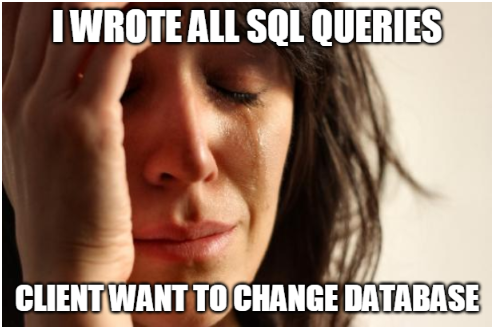 I WROTE ALL SQL QUERIES
CLIENT WANT TO CHANGE DATABASE